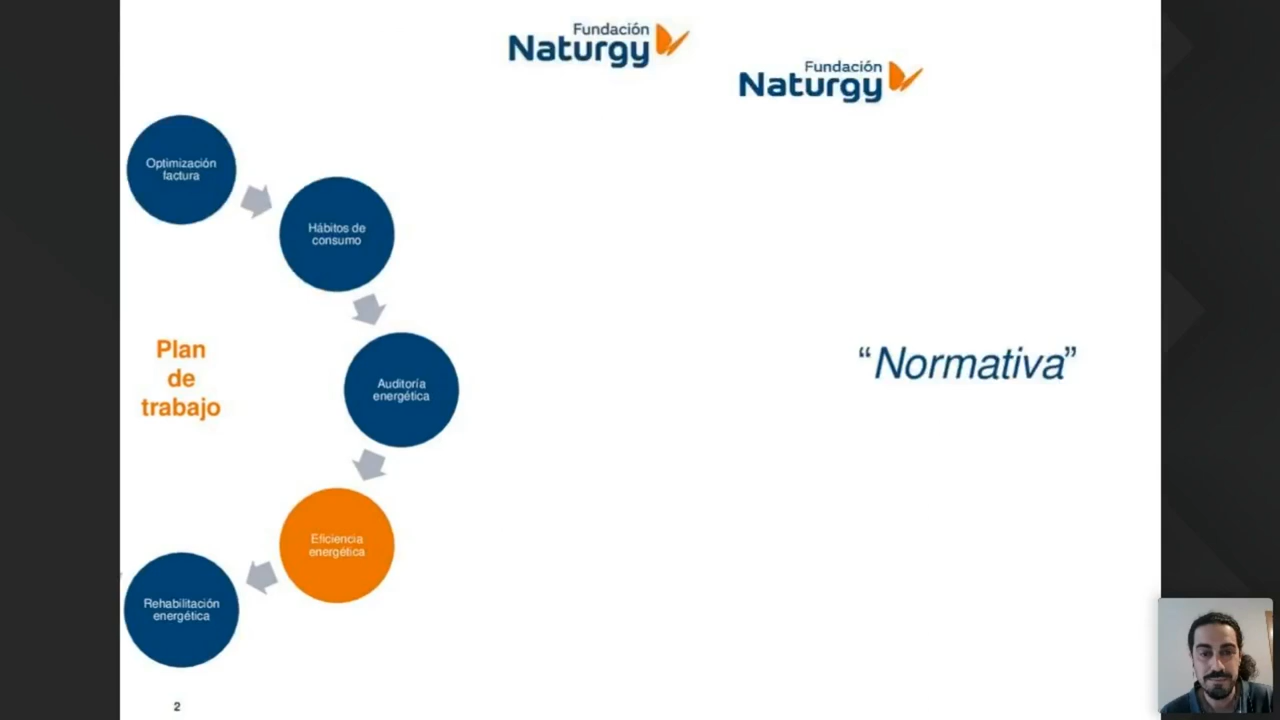 Fundación
Naturgy
Fundación
Naturgy
Optimización
factura
Hábitos de
consumo
Plan
de
trabajo
Auditoría
energética
“Normativa”
Eficiencia
energética
Rehabilitación
energética
2